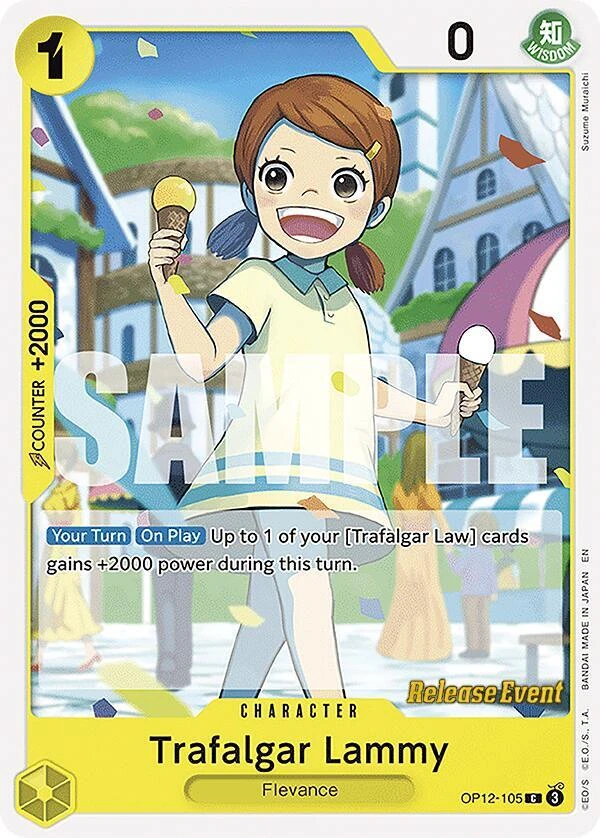 1
0
知
WISDOM
Suzume Muraichi
COUNTER +2000
SAMPLE
Your Turn On Play Up to 1 of your [Trafalgar Law] cards
gains +2000 power during this turn.
Release Event
CHARACTER
Trafalgar Lammy
Flevance
OP12-105 C 3
©E.O/S ©E.O./S., T.A. BANDAI MADE IN JAPAN EN